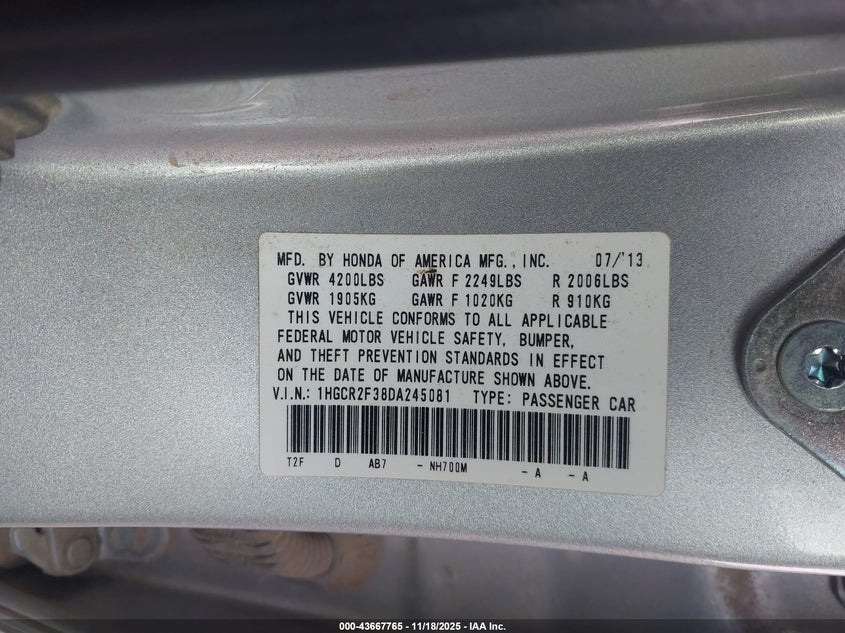 MFD. BY HONDA OF AMERICA MFG., INC. 07/'13
GVWR 4200LBS GAWR F 2249LBS R 2006LBS
GVWR 1905KG GAWR F 1020KG R 910KG
THIS VEHICLE CONFORMS TO ALL APPLICABLE
FEDERAL MOTOR VEHICLE SAFETY, BUMPER,
AND THEFT PREVENTION STANDARDS IN EFFECT
ON THE DATE OF MANUFACTURE SHOWN ABOVE.
V.I.N.: 1HGCR2F38DA245081 TYPE: PASSENGER CAR
T2F D AB7 - NH700M - A - A
000-43667765 - 11/18/2025 - IAA Inc.